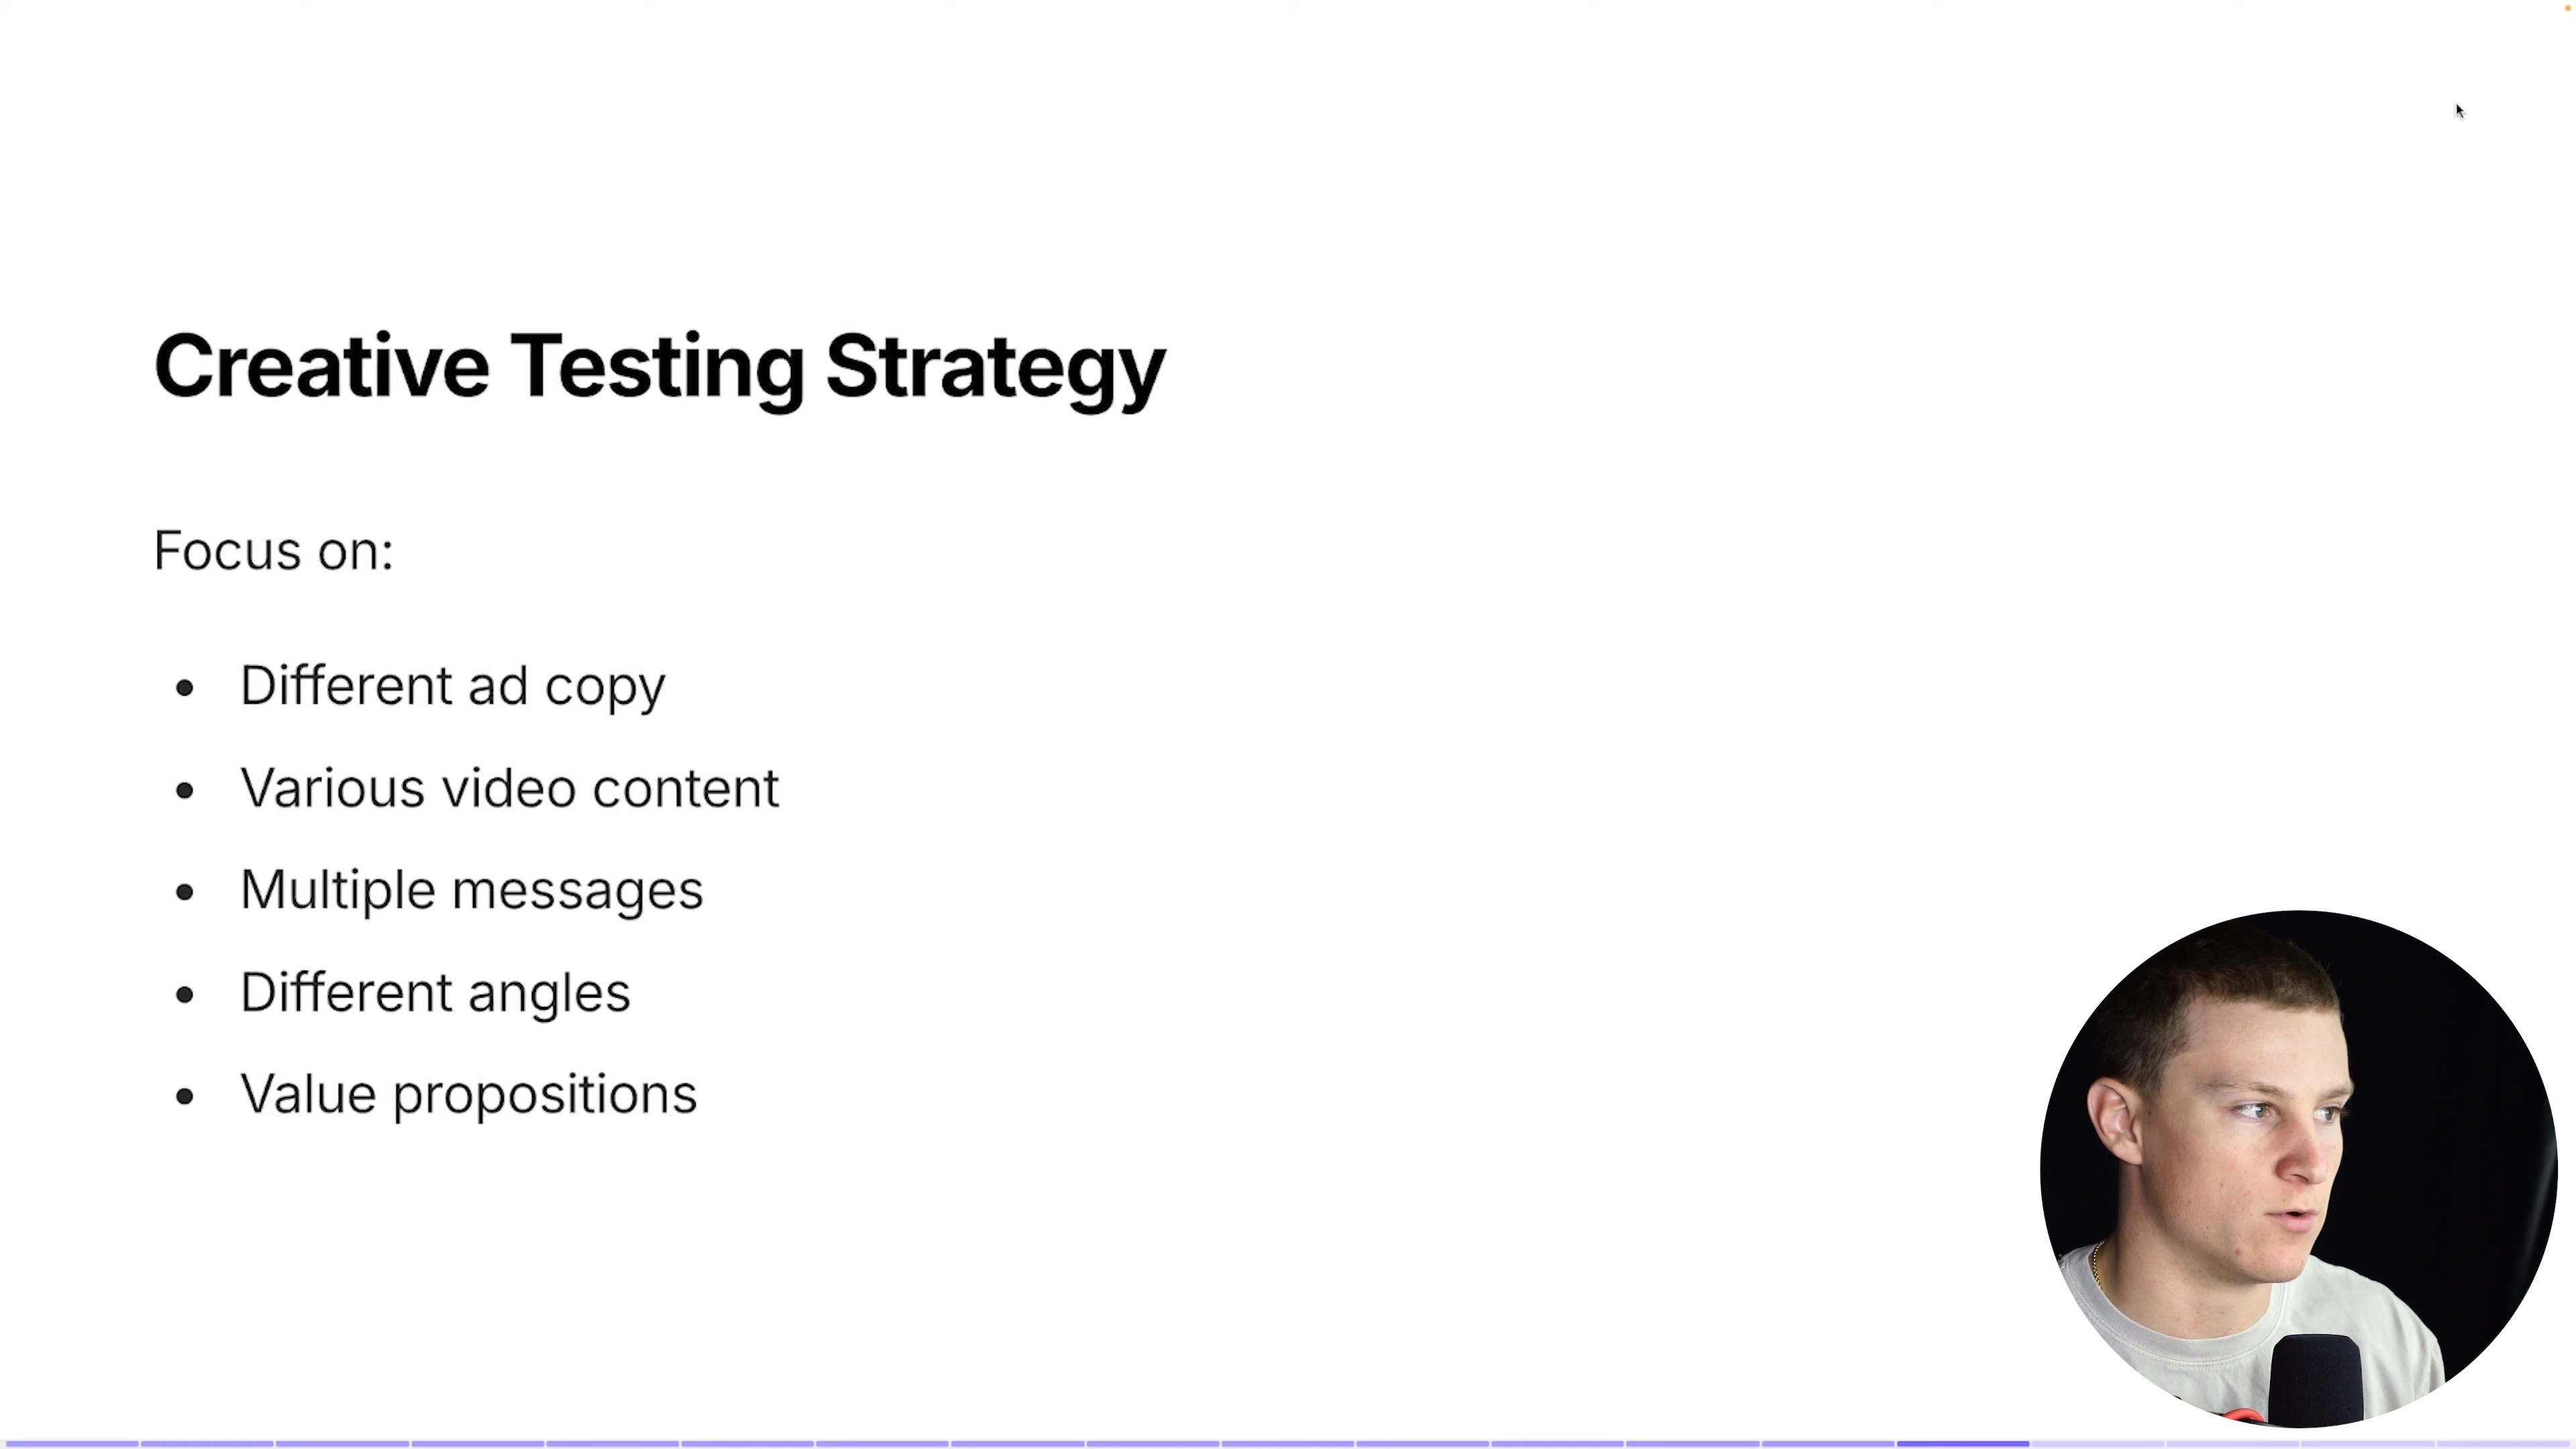 Creative Testing Strategy
Focus on:
• Different ad copy
• Various video content
• Multiple messages
• Different angles
• Value propositions